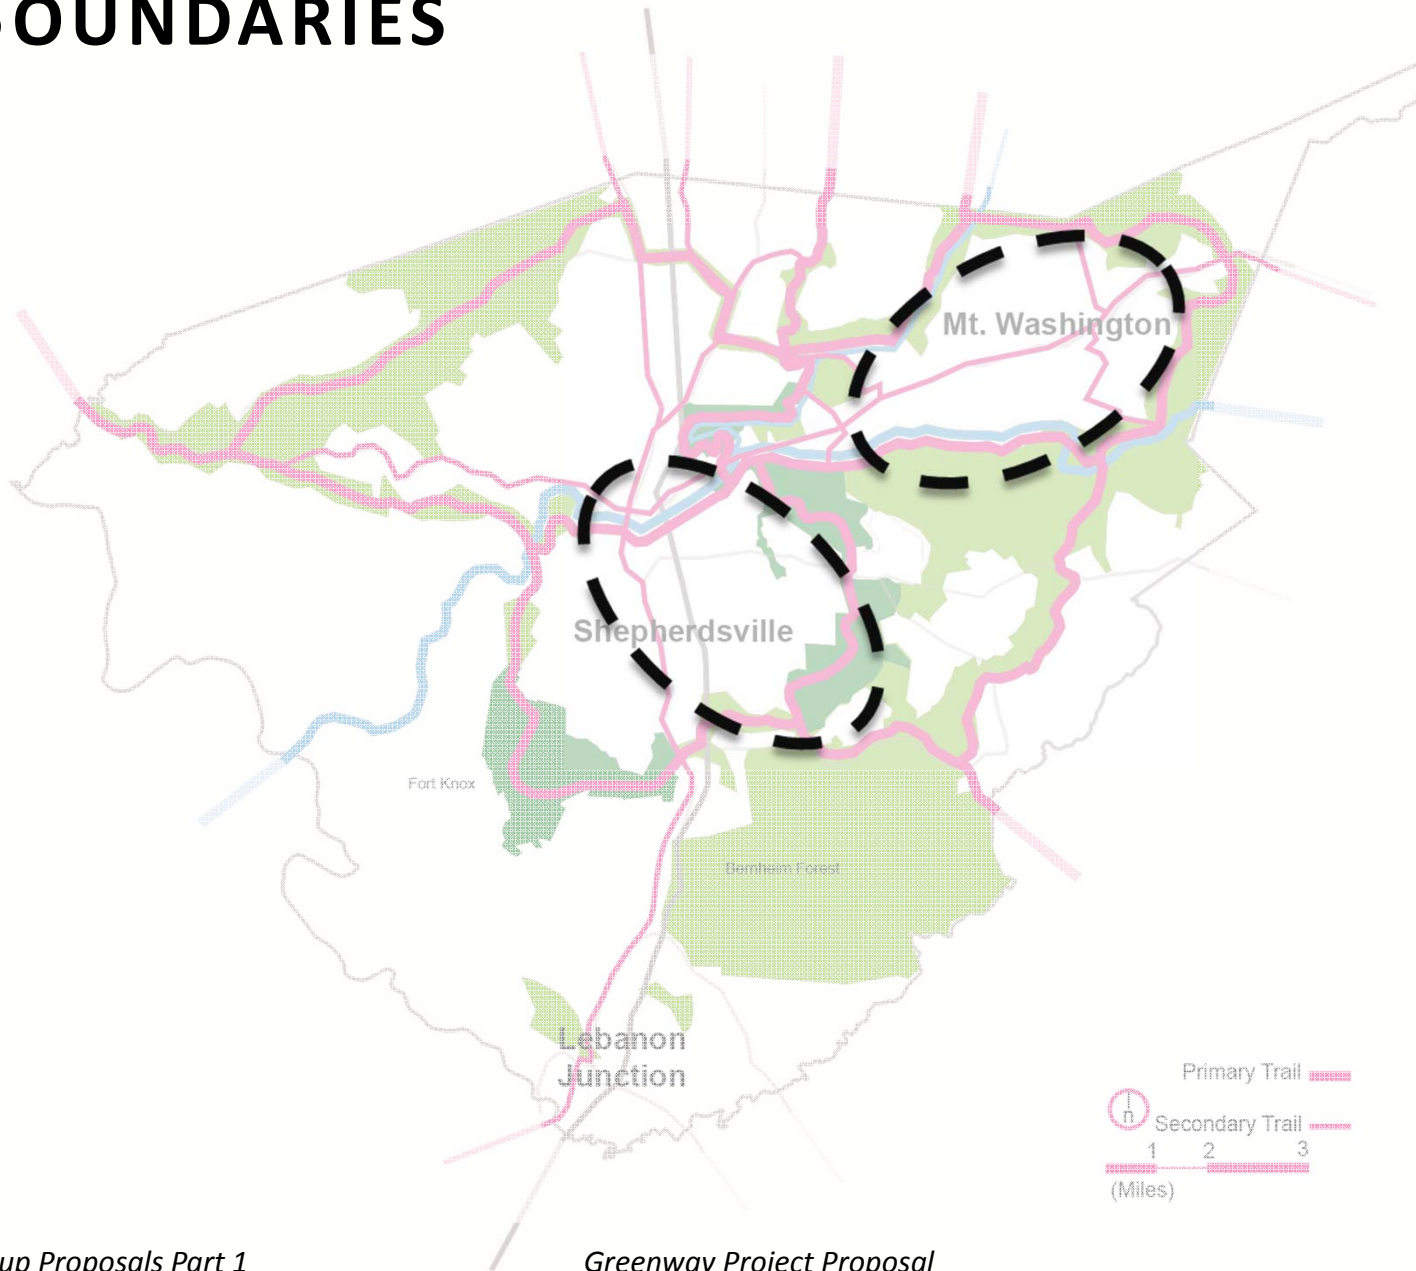 BOUNDARIES
Mt. Washington
Shepherdsville
Fort Knox
Bernheim Forest
Lebanon
Junction
Primary Trail
n
Secondary Trail
1 2 3
(Miles)
up Proposals Part 1
Greenway Project Proposal